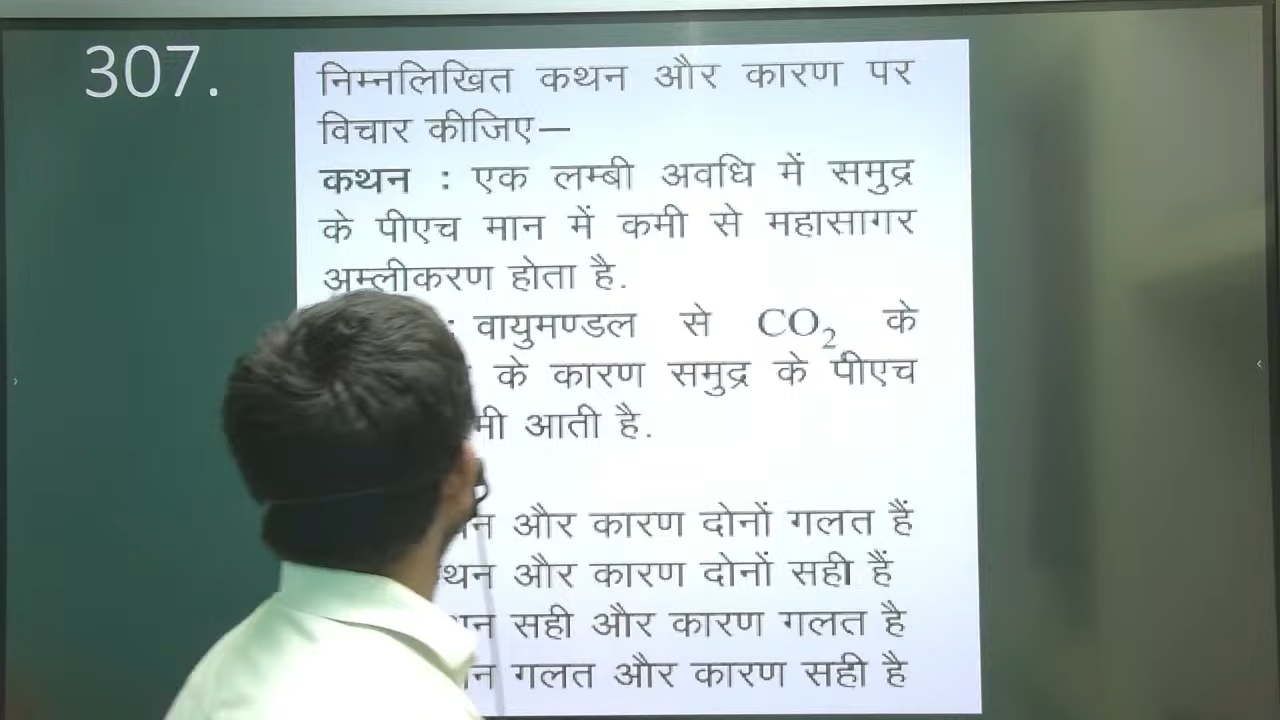 307.
निम्नलिखित कथन और कारण पर
विचार कीजिए—
कथन : एक लम्बी अवधि में समुद्र
के पीएच मान में कमी से महासागर
अम्लीकरण होता है.
: वायुमण्डल से CO₂ के
के कारण समुद्र के पीएच
आती है.
और कारण दोनों गलत हैं
और कारण दोनों सही हैं
सही और कारण गलत है
गलत और कारण सही है